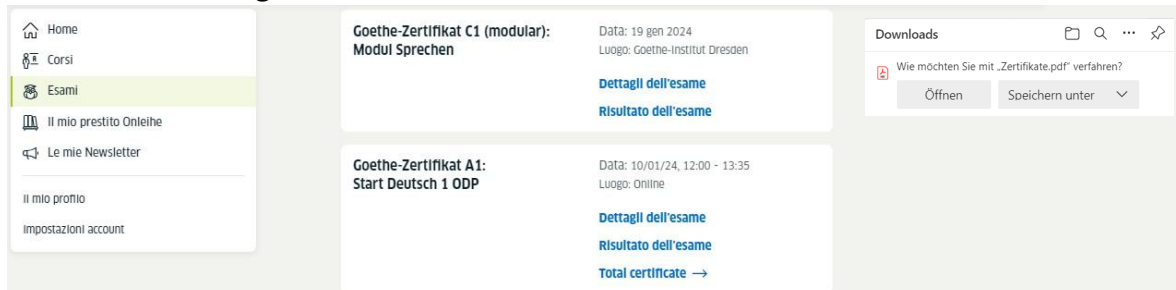 Home
Corsi
Esami
Il mio prestito Onleihe
Le mie Newsletter
Il mio profilo
Impostazioni account
Goethe-Zertifikat C1 (modular):
Modul Sprechen
Data: 19 gen 2024
Luogo: Goethe-Institut Dresden
Dettagli dell'esame
Risultato dell'esame
Goethe-Zertifikat A1:
Start Deutsch 1 ODP
Data: 10/01/24, 12:00 - 13:35
Luogo: Online
Dettagli dell'esame
Risultato dell'esame
Total certificate →
Downloads
Wie möchten Sie mit „Zertifikate.pdf" verfahren?
Öffnen
Speichern unter